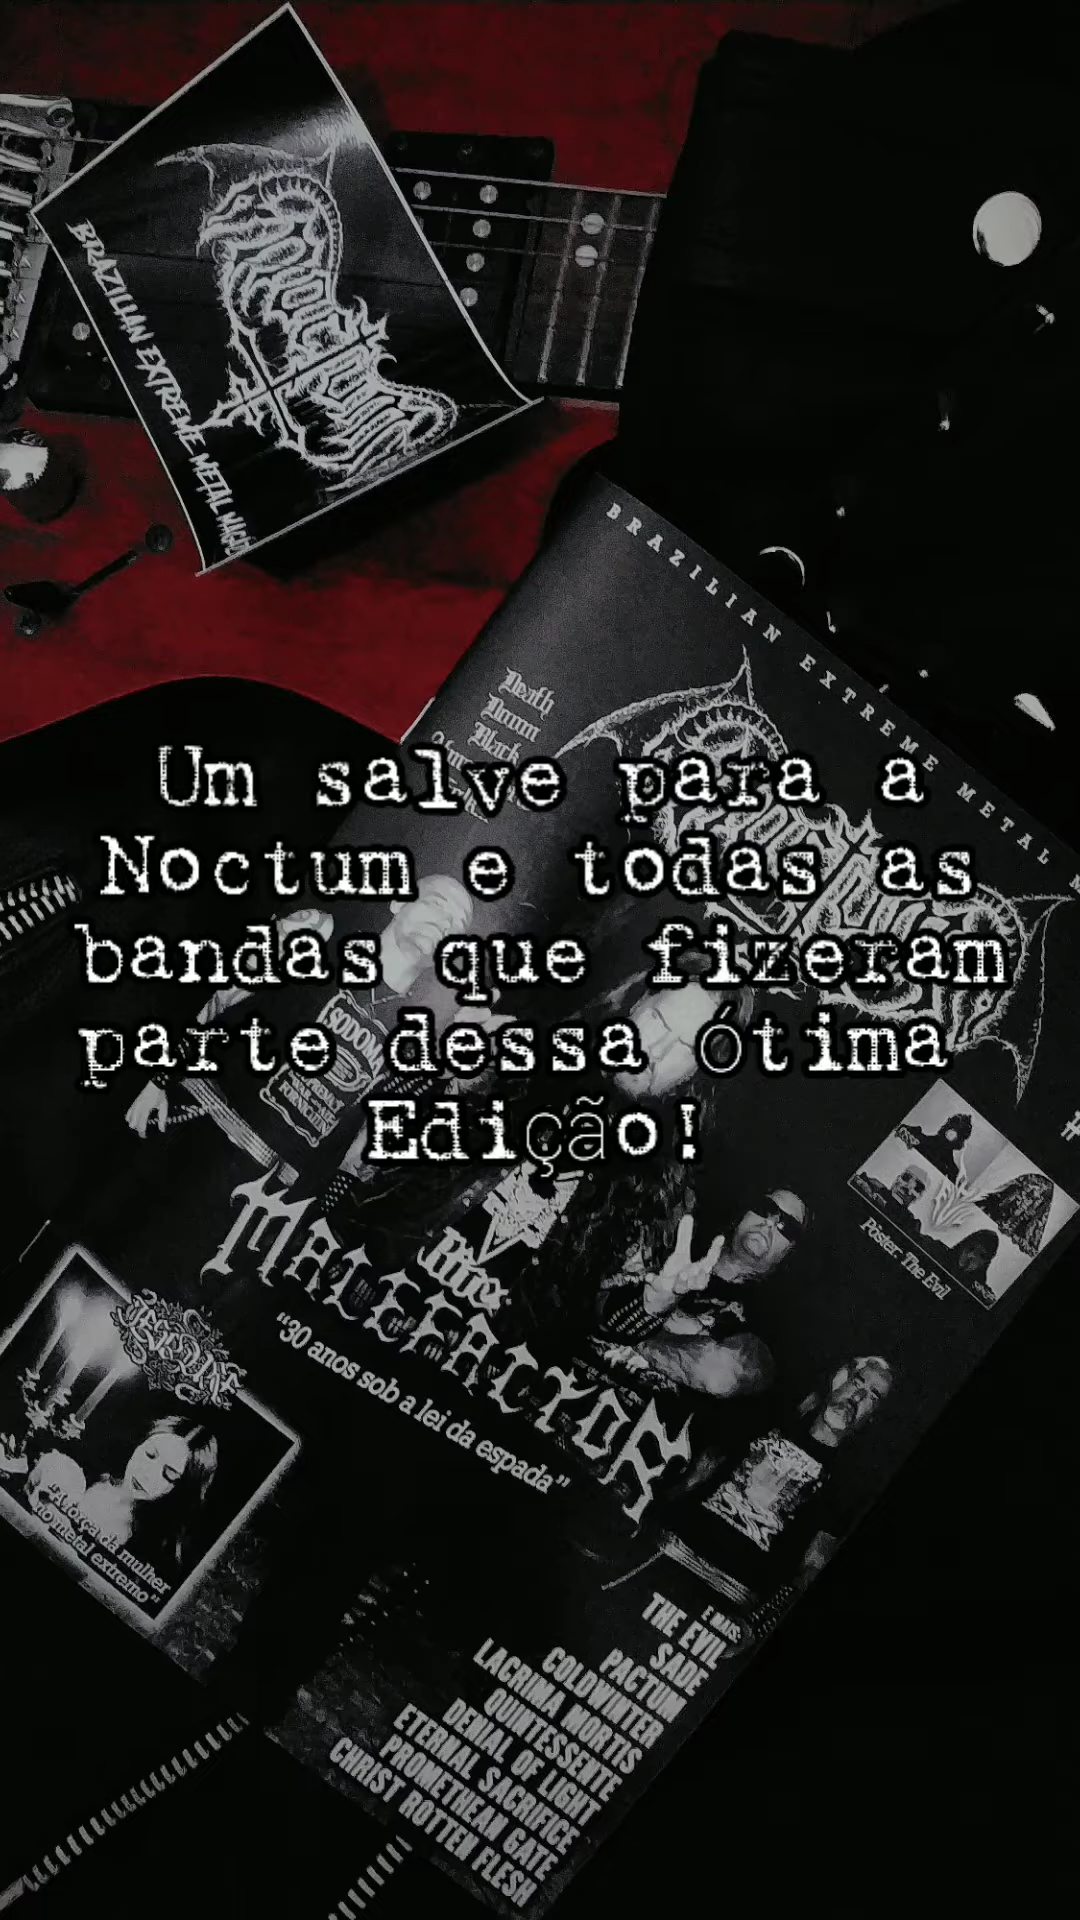 BRAZILIAN EXTREME METAL
BRAZILIAN EXTREME METAL
Death
Doom
Black
Um salve para a
Noctum e todas as
bandas que fizeram
parte dessa ótima
Edição!
SODOM
#
Poster The Evil
MALEFACTOR
"30 anos sob a lei da espada"
"A força da mulher
no metal extremo"
E MAIS:
THE EVIL
SADE
PACTUM
COLDWINTER
LACRIMA MORTIS
QUINTESSENTE
DENIAL OF LIGHT
ETERNAL SACRIFICE
PROMETHEAN GATE
CHRIST ROTTEN FLESH